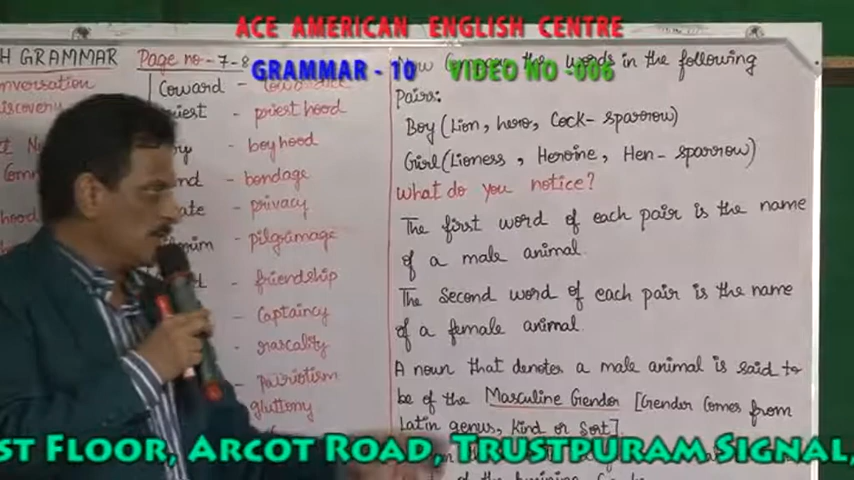 ACE AMERICAN ENGLISH CENTRE
GRAMMAR - 10 VIDEO NO -006
H GRAMMAR
Page no - 7-8
nversation
iscovery
Coward -
- priest hood
- boyhood
- bondage
- privacy
- pilgrimage
- friendship
- Captaincy
- rascality
- patriotism
gluttony
the words in the following
Pairs:
Boy (Lion, hero, Cock-sparrow)
Girl (Lioness, Heroine, Hen-sparrow)
What do you notice?
The first word of each pair is the name
of a male animal.
The Second word of each pair is the name
of a female animal.
A noun that denotes a male animal is said to
be of the Masculine Gender [Gender Comes from
Latin genus, Kind or Sort].
ST FLOOR, ARCOT ROAD, TRUSTPURAM SIGNAL,